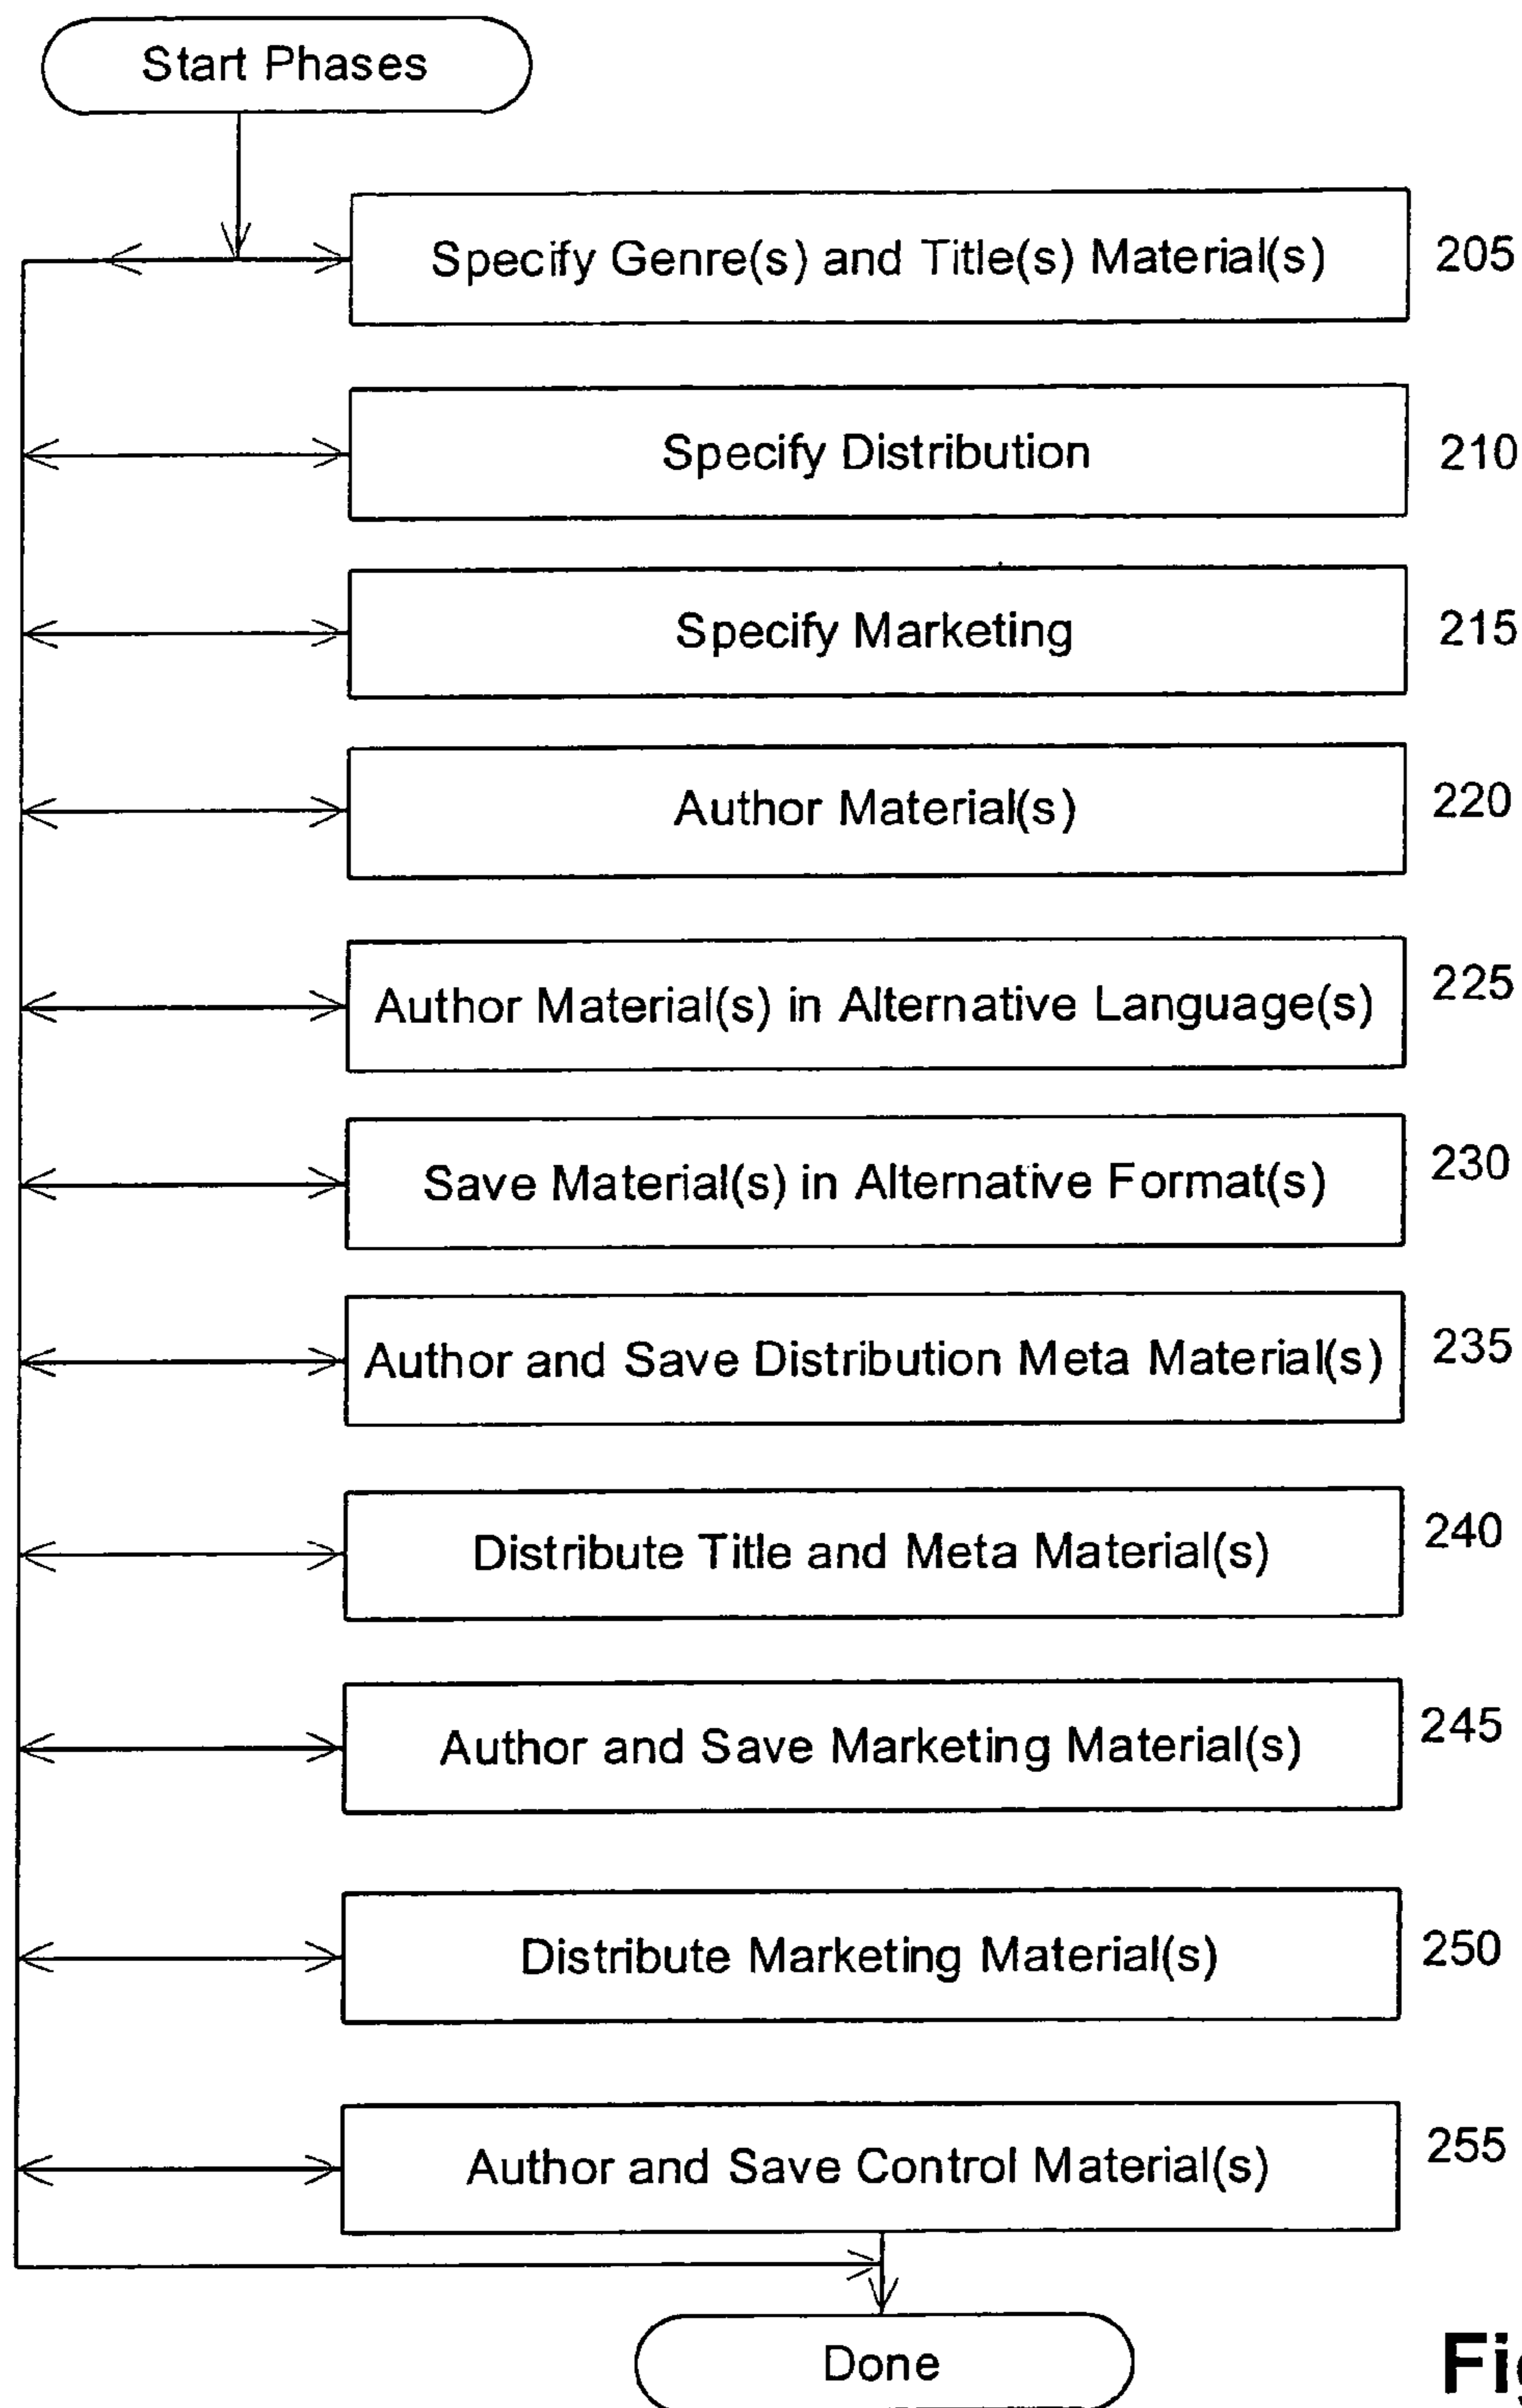 Start Phases
Specify Genre(s) and Title(s) Material(s) 205
Specify Distribution 210
Specify Marketing 215
Author Material(s) 220
Author Material(s) in Alternative Language(s) 225
Save Material(s) in Alternative Format(s) 230
Author and Save Distribution Meta Material(s) 235
Distribute Title and Meta Material(s) 240
Author and Save Marketing Material(s) 245
Distribute Marketing Material(s) 250
Author and Save Control Material(s) 255
Done